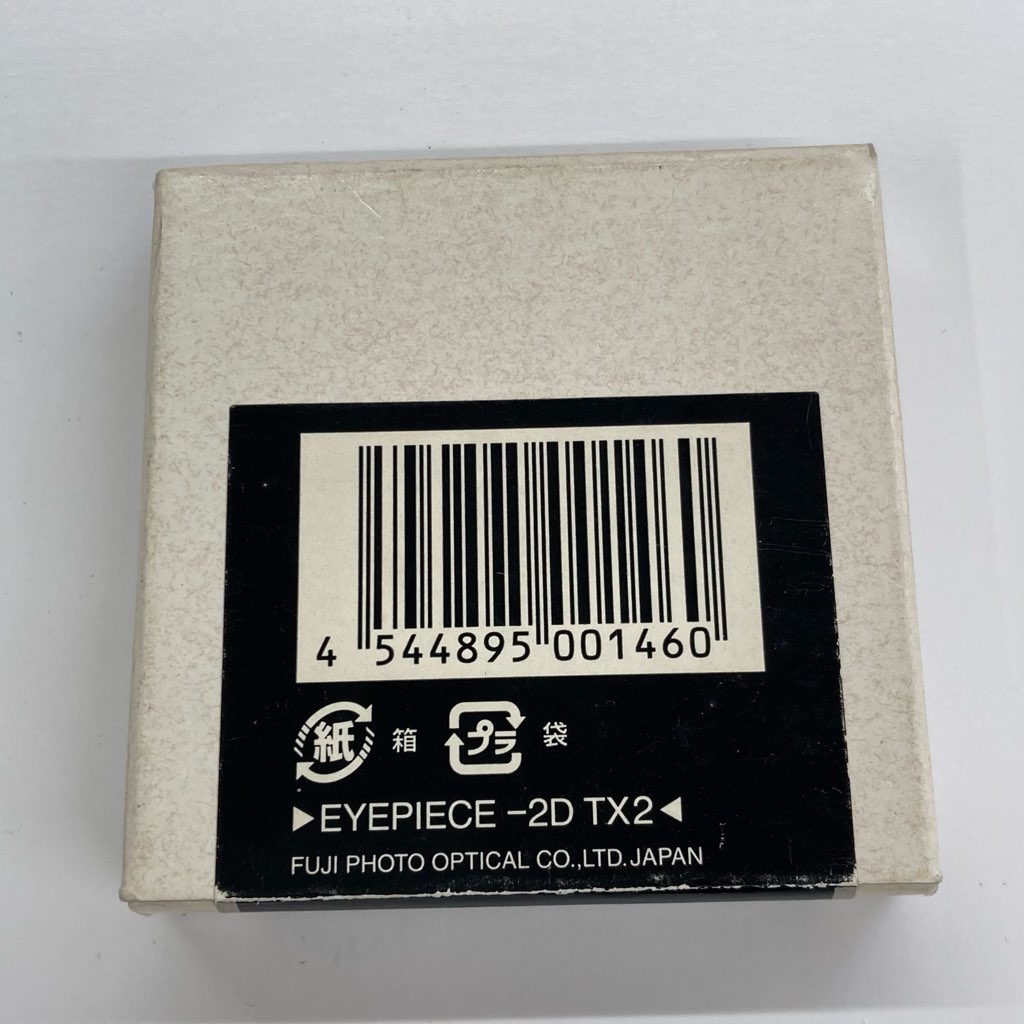 4 544895 001460
紙 箱 プラ 袋
▶EYEPIECE -2D TX2◀
FUJI PHOTO OPTICAL CO.,LTD. JAPAN